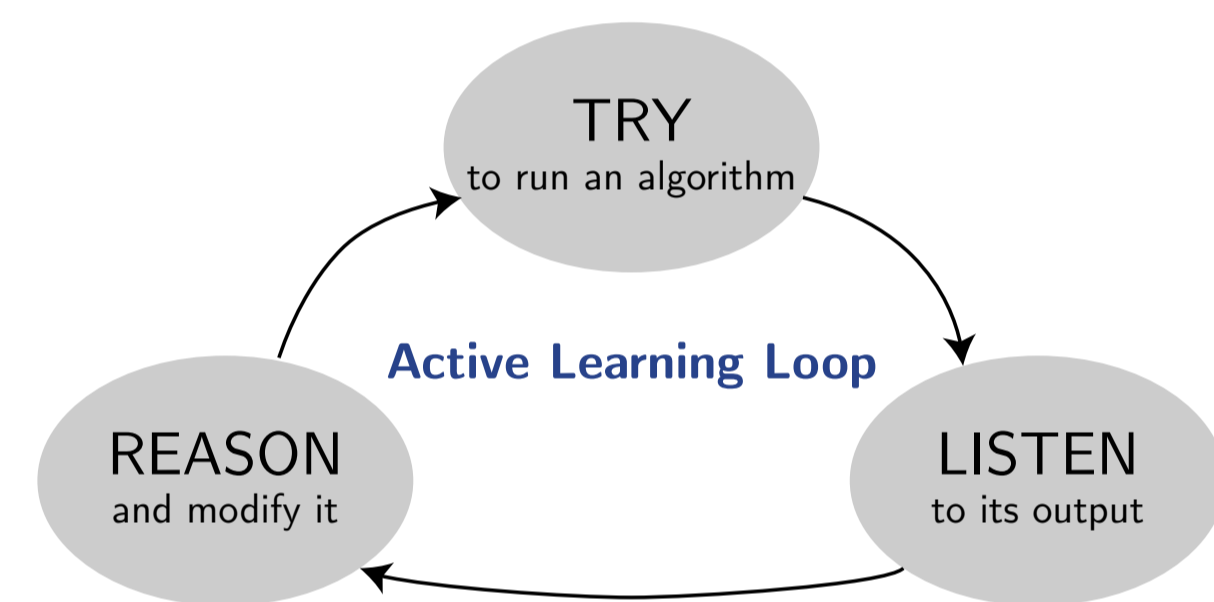 TRY
to run an algorithm
Active Learning Loop
REASON
and modify it
LISTEN
to its output